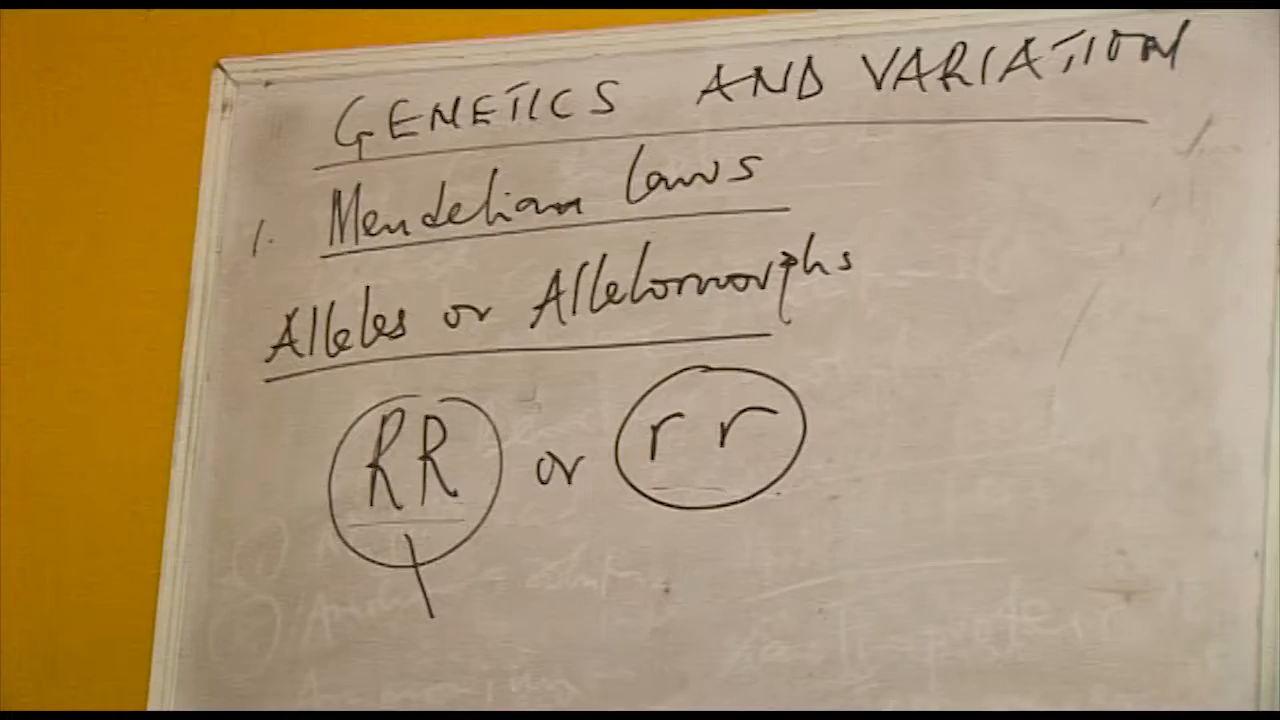 GENETICS AND VARIATION
1. Mendelian laws
Alleles or Allelomorphs
RR or rr